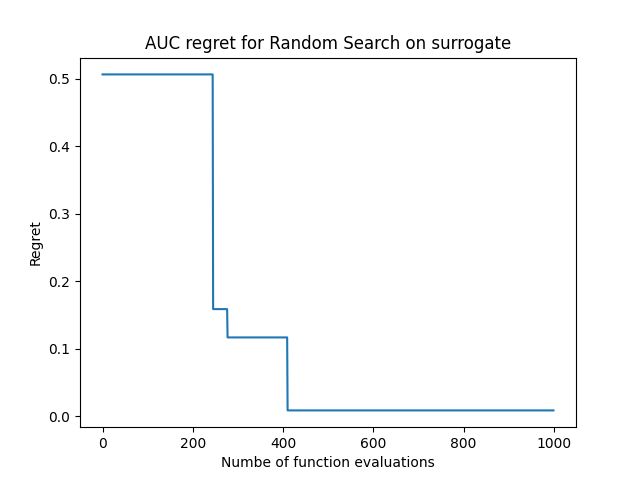 AUC regret for Random Search on surrogate
0.5
0.4
0.3
0.2
0.1
0.0
Regret
0 200 400 600 800 1000
Numbe of function evaluations